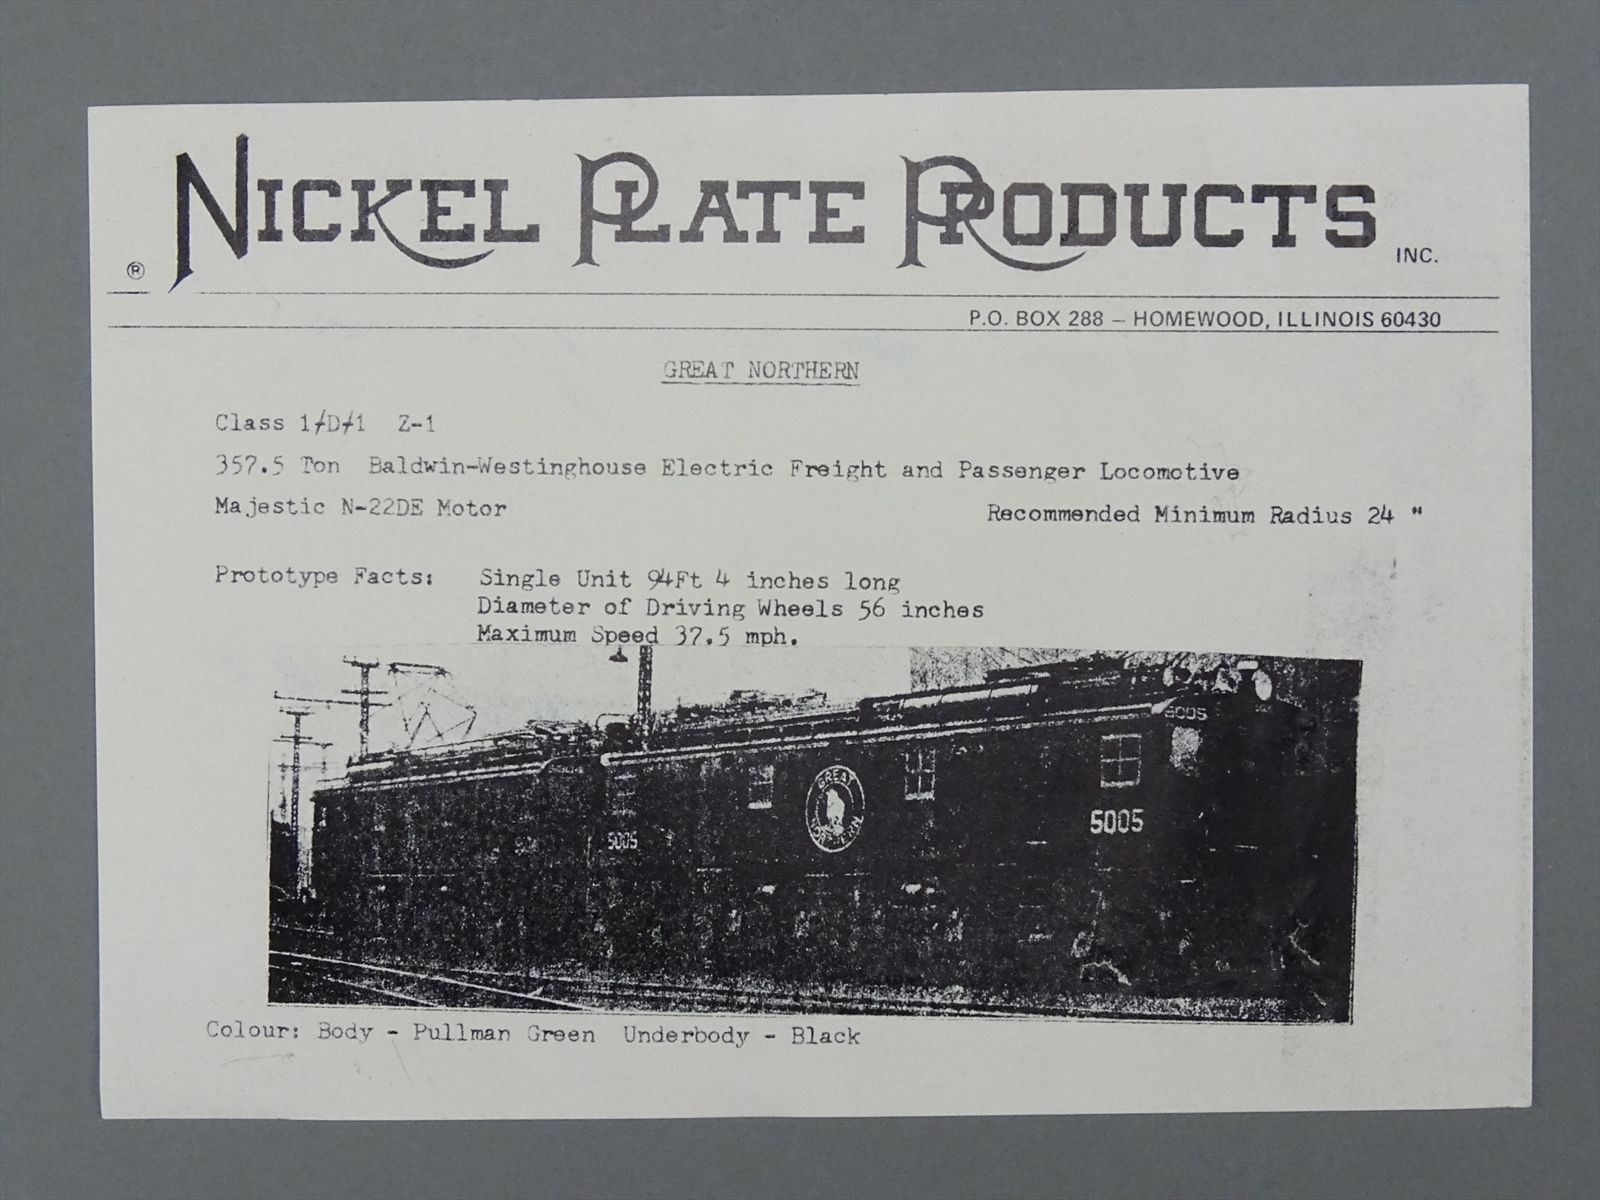 NICKEL PLATE PRODUCTS INC.
®
P.O. BOX 288 – HOMEWOOD, ILLINOIS 60430
GREAT NORTHERN
Class 1/D/1 Z-1
357.5 Ton Baldwin-Westinghouse Electric Freight and Passenger Locomotive
Majestic N-22DE Motor Recommended Minimum Radius 24 "
Prototype Facts: Single Unit 94Ft 4 inches long
Diameter of Driving Wheels 56 inches
Maximum Speed 37.5 mph.
5005
GREAT NORTHERN
5005
5005
Colour: Body - Pullman Green Underbody - Black